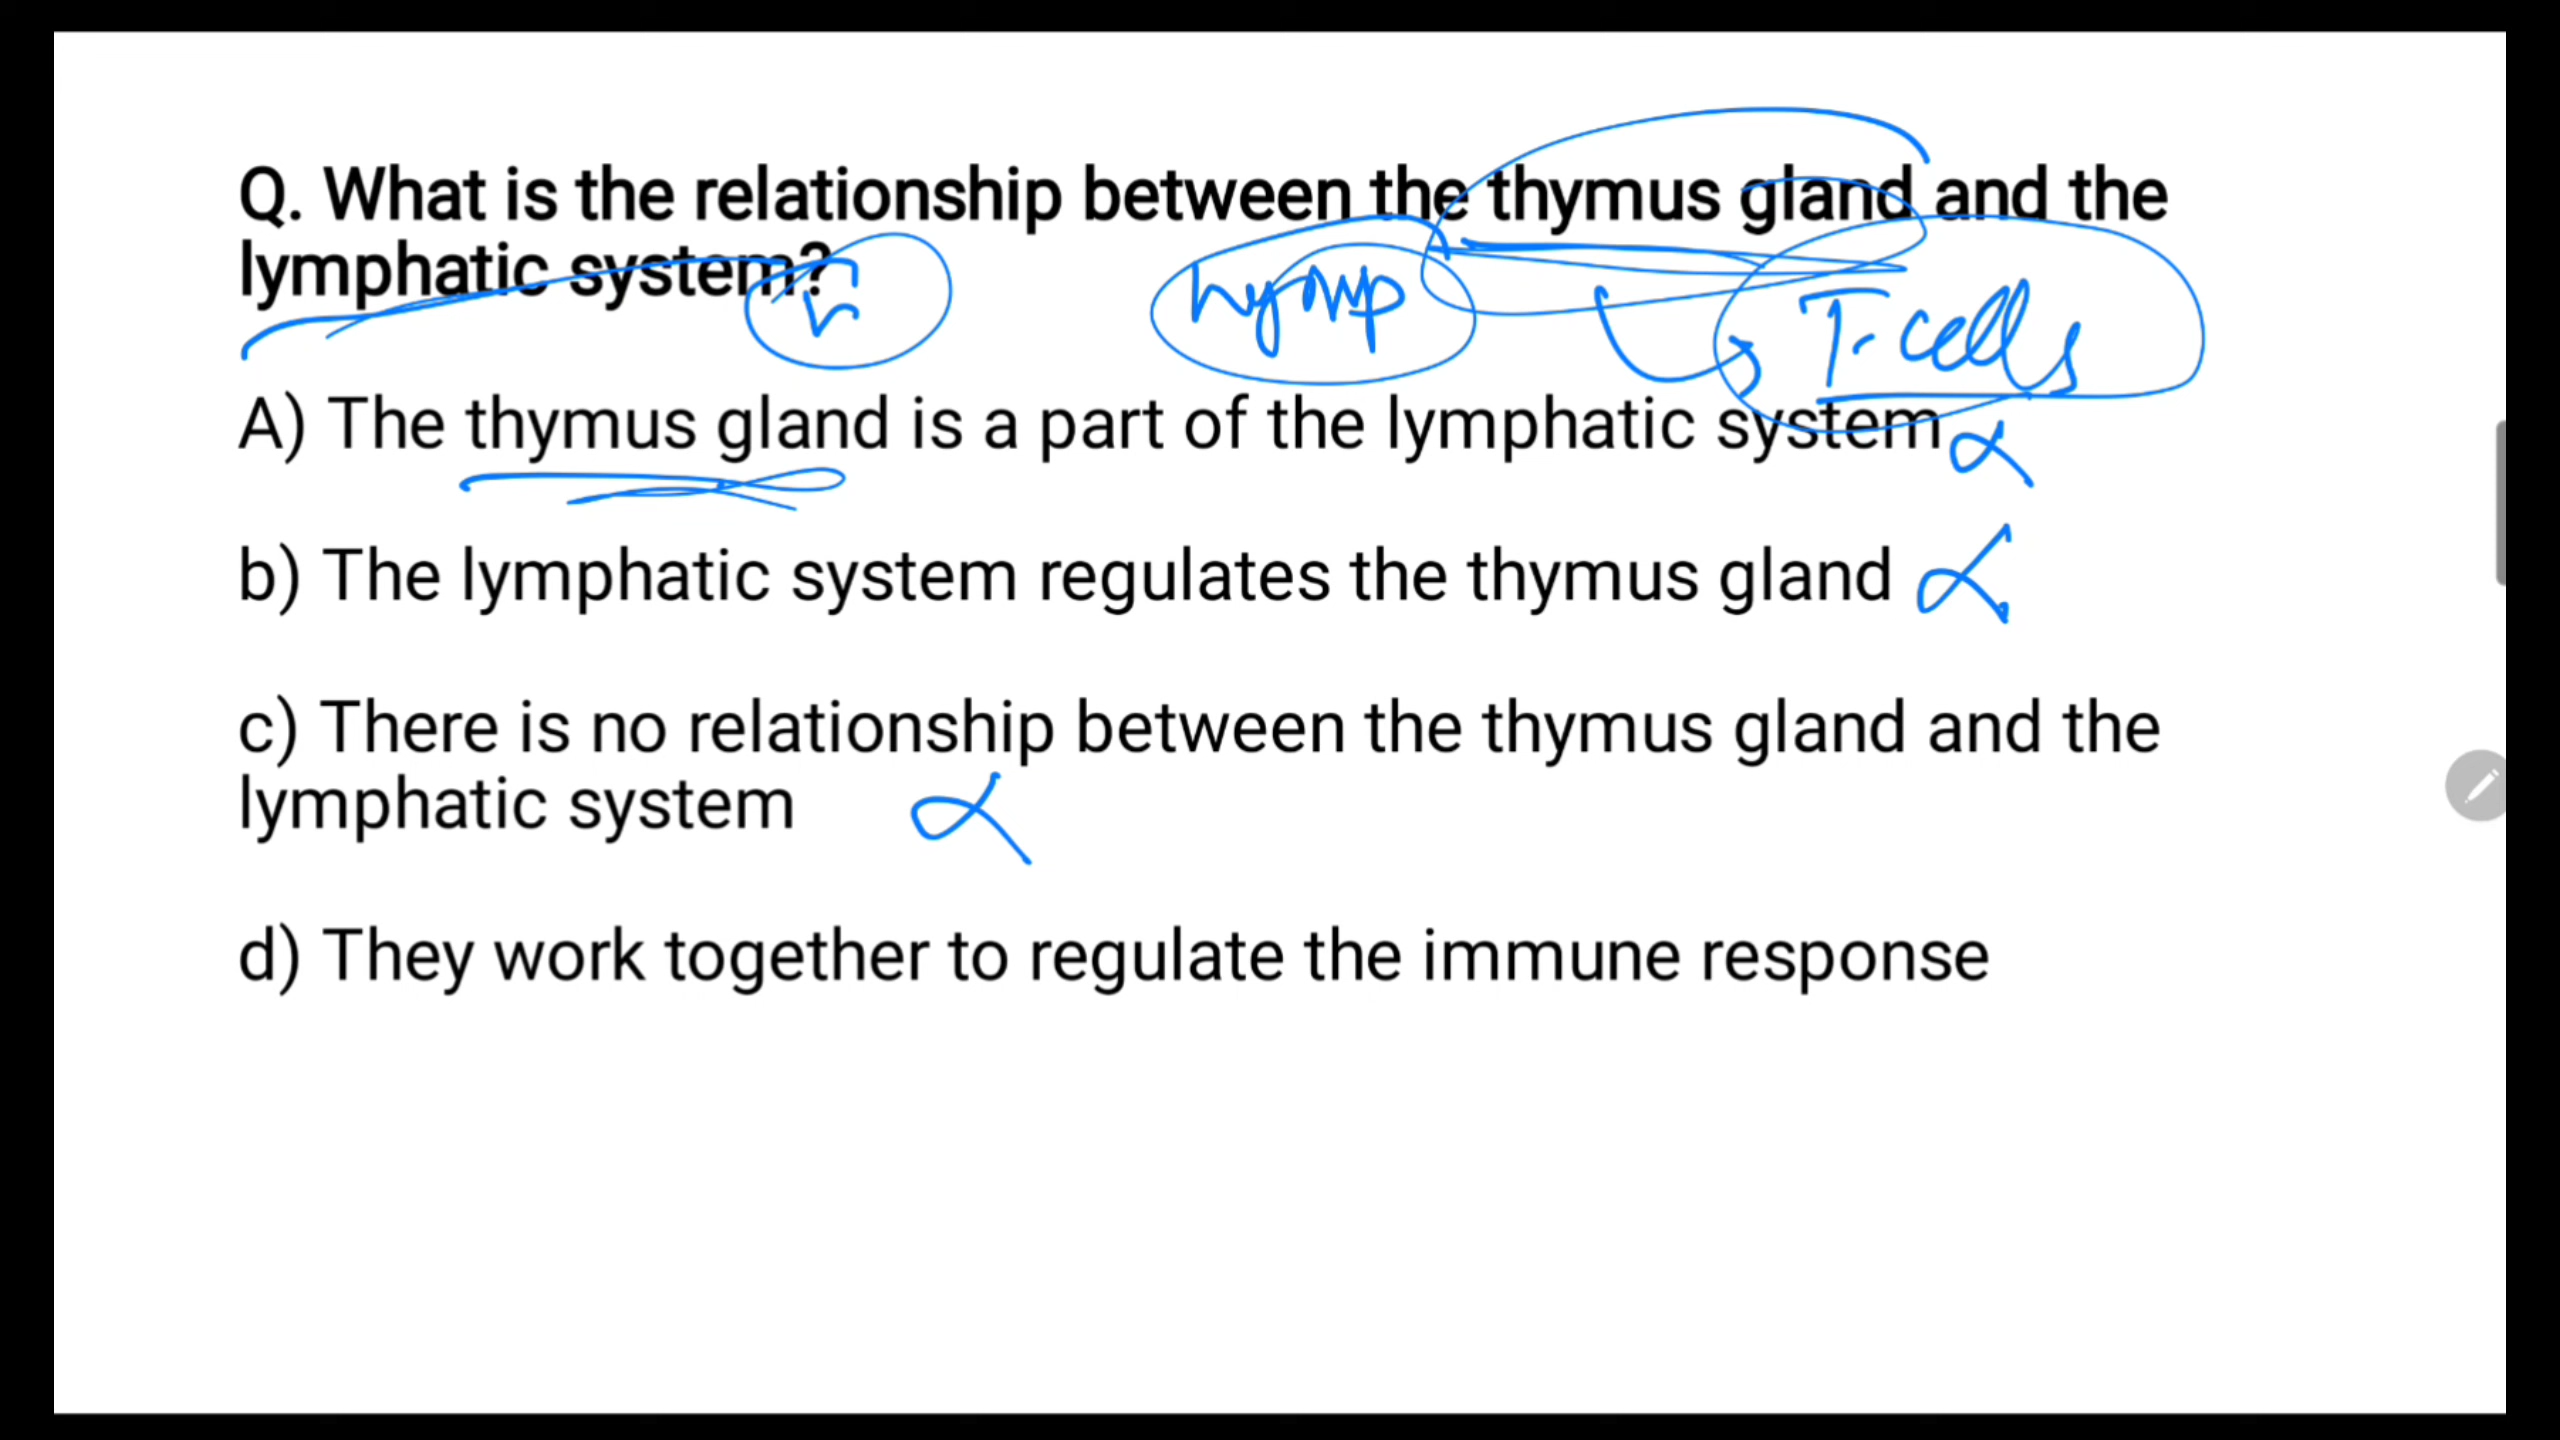 Q. What is the relationship between the thymus gland and the
lymphatic system?
T-cells
A) The thymus gland is a part of the lymphatic system
b) The lymphatic system regulates the thymus gland
c) There is no relationship between the thymus gland and the
lymphatic system
d) They work together to regulate the immune response